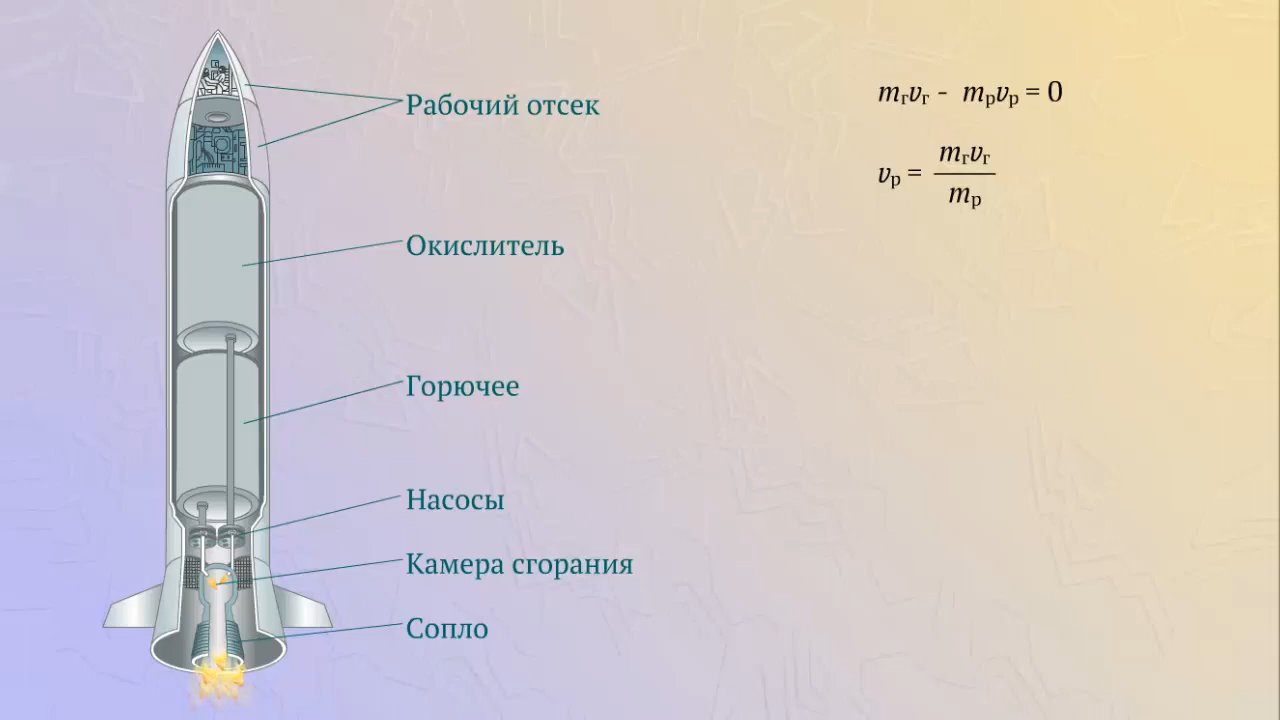 Рабочий отсек
Окислитель
Горючее
Насосы
Камера сгорания
Сопло
mгvг - mрvр = 0
vр = mгvг / mр